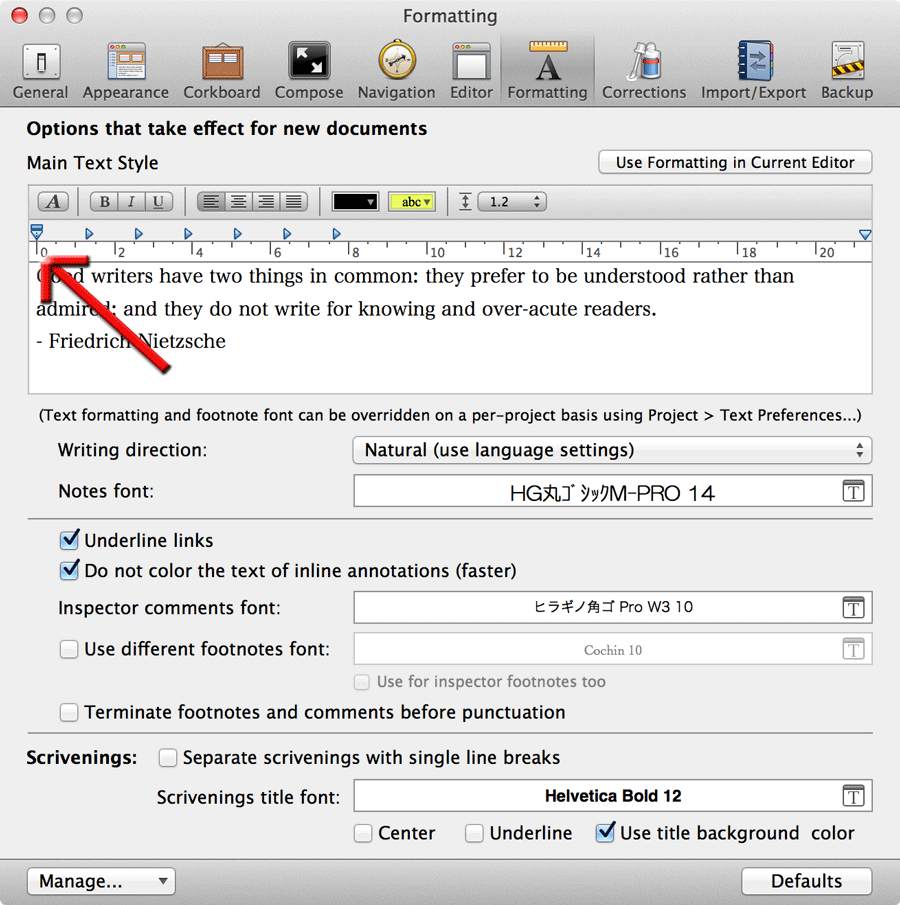 Formatting
General Appearance Corkboard Compose Navigation Editor Formatting Corrections Import/Export Backup
Options that take effect for new documents
Main Text Style
Use Formatting in Current Editor
A B I U abc 1.2
0 2 4 6 8 10 12 14 16 18 20
Good writers have two things in common: they prefer to be understood rather than
admired; and they do not write for knowing and over-acute readers.
- Friedrich Nietzsche
(Text formatting and footnote font can be overridden on a per-project basis using Project > Text Preferences...)
Writing direction: Natural (use language settings)
Notes font: HG丸ｺﾞｼｯｸM-PRO 14
Underline links
Do not color the text of inline annotations (faster)
Inspector comments font: ヒラギノ角ゴ Pro W3 10
Use different footnotes font: Cochin 10
Use for inspector footnotes too
Terminate footnotes and comments before punctuation
Scrivenings: Separate scrivenings with single line breaks
Scrivenings title font: Helvetica Bold 12
Center Underline Use title background color
Manage... Defaults